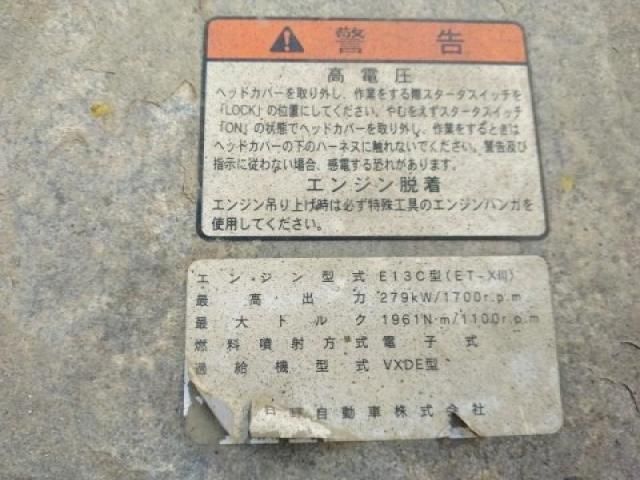 警告
高電圧
ヘッドカバーを取り外し、作業をする際スタータスイッチを
「LOCK」の位置にしてください。やむをえずスタータスイッチ
「ON」の状態でヘッドカバーを取り外し、作業をするときは
ヘッドカバーの下のハーネスに触れないでください。警告及び
指示に従わない場合、感電する恐れがあります。
エンジン脱着
エンジン吊り上げ時は必ず特殊工具のエンジンハンガを
使用してください。
エンジン型式 E13C型(ET-XⅢ)
最高出力 279kW/1700r.p.m
最大トルク 1961N·m/1100r.p.m
燃料噴射方式 電子式
過給機型式 VXDE型
日野自動車株式会社